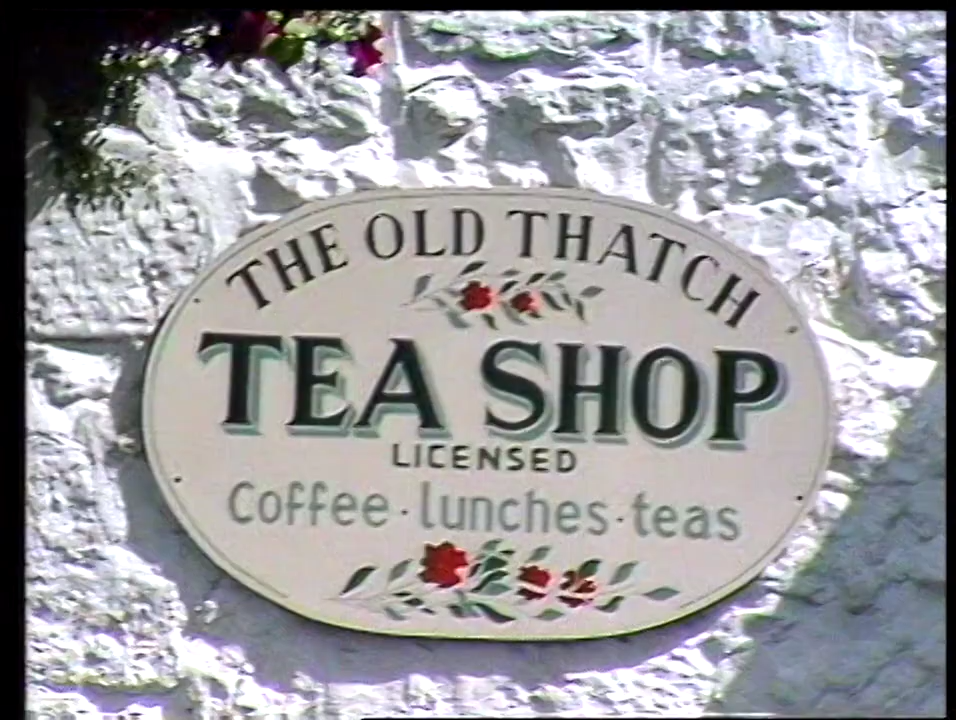 THE OLD THATCH
TEA SHOP
LICENSED
Coffee · lunches · teas